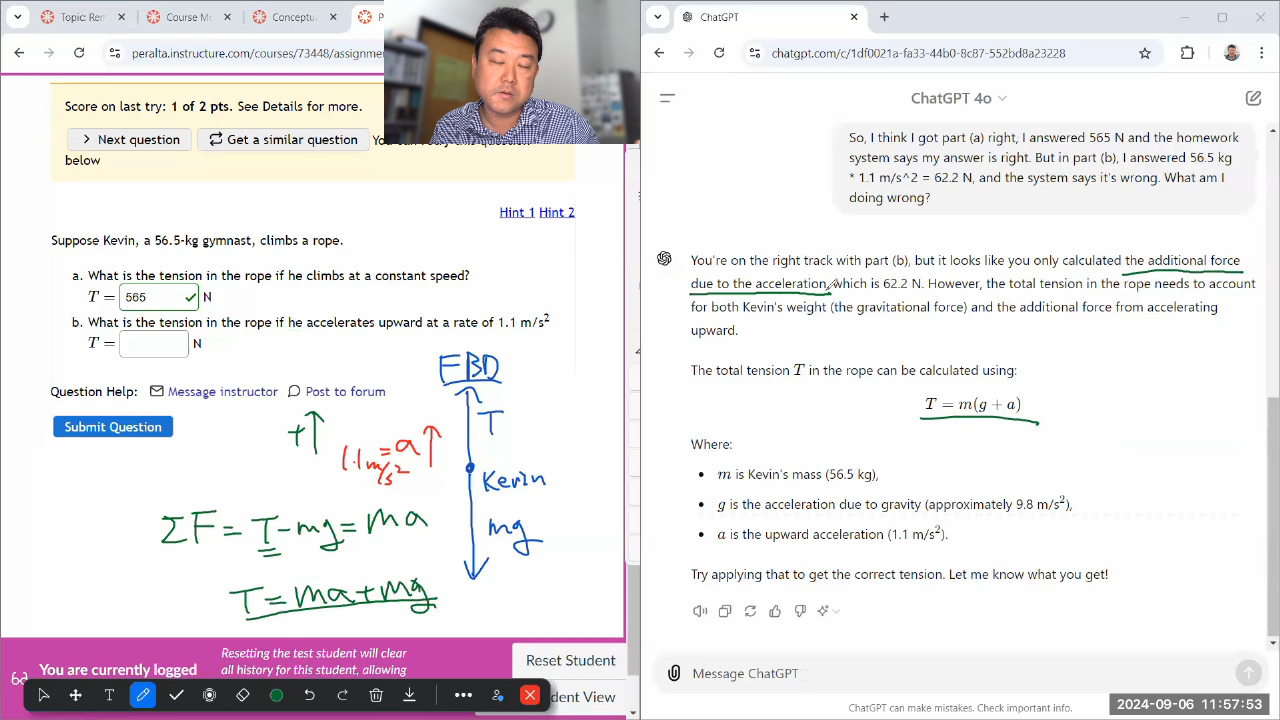 Topic Rem
Course M
Conceptu
P
peralta.instructure.com/courses/73448/assignme
Score on last try: 1 of 2 pts. See Details for more.
Next question
Get a similar question
below
Hint 1 Hint 2
Suppose Kevin, a 56.5-kg gymnast, climbs a rope.
a. What is the tension in the rope if he climbs at a constant speed?
T = 565 N
b. What is the tension in the rope if he accelerates upward at a rate of 1.1 m/s²
T = N
Question Help: Message instructor Post to forum
Submit Question
FBD
T
+
1.1 m/s² = a
Kevin
mg
ΣF = T - mg = ma
T = ma + mg
You are currently logged
Resetting the test student will clear
all history for this student, allowing
Reset Student
dent View
ChatGPT
chatgpt.com/c/1df0021a-fa33-44b0-8c87-552bd8a23228
ChatGPT 4o
So, I think I got part (a) right, I answered 565 N and the homework
system says my answer is right. But in part (b), I answered 56.5 kg
* 1.1 m/s^2 = 62.2 N, and the system says it's wrong. What am I
doing wrong?
You're on the right track with part (b), but it looks like you only calculated the additional force
due to the acceleration, which is 62.2 N. However, the total tension in the rope needs to account
for both Kevin's weight (the gravitational force) and the additional force from accelerating
upward.
The total tension T in the rope can be calculated using:
T = m(g + a)
Where:
• m is Kevin's mass (56.5 kg),
• g is the acceleration due to gravity (approximately 9.8 m/s²),
• a is the upward acceleration (1.1 m/s²).
Try applying that to get the correct tension. Let me know what you get!
Message ChatGPT
ChatGPT can make mistakes. Check important info.
2024-09-06 11:57:53